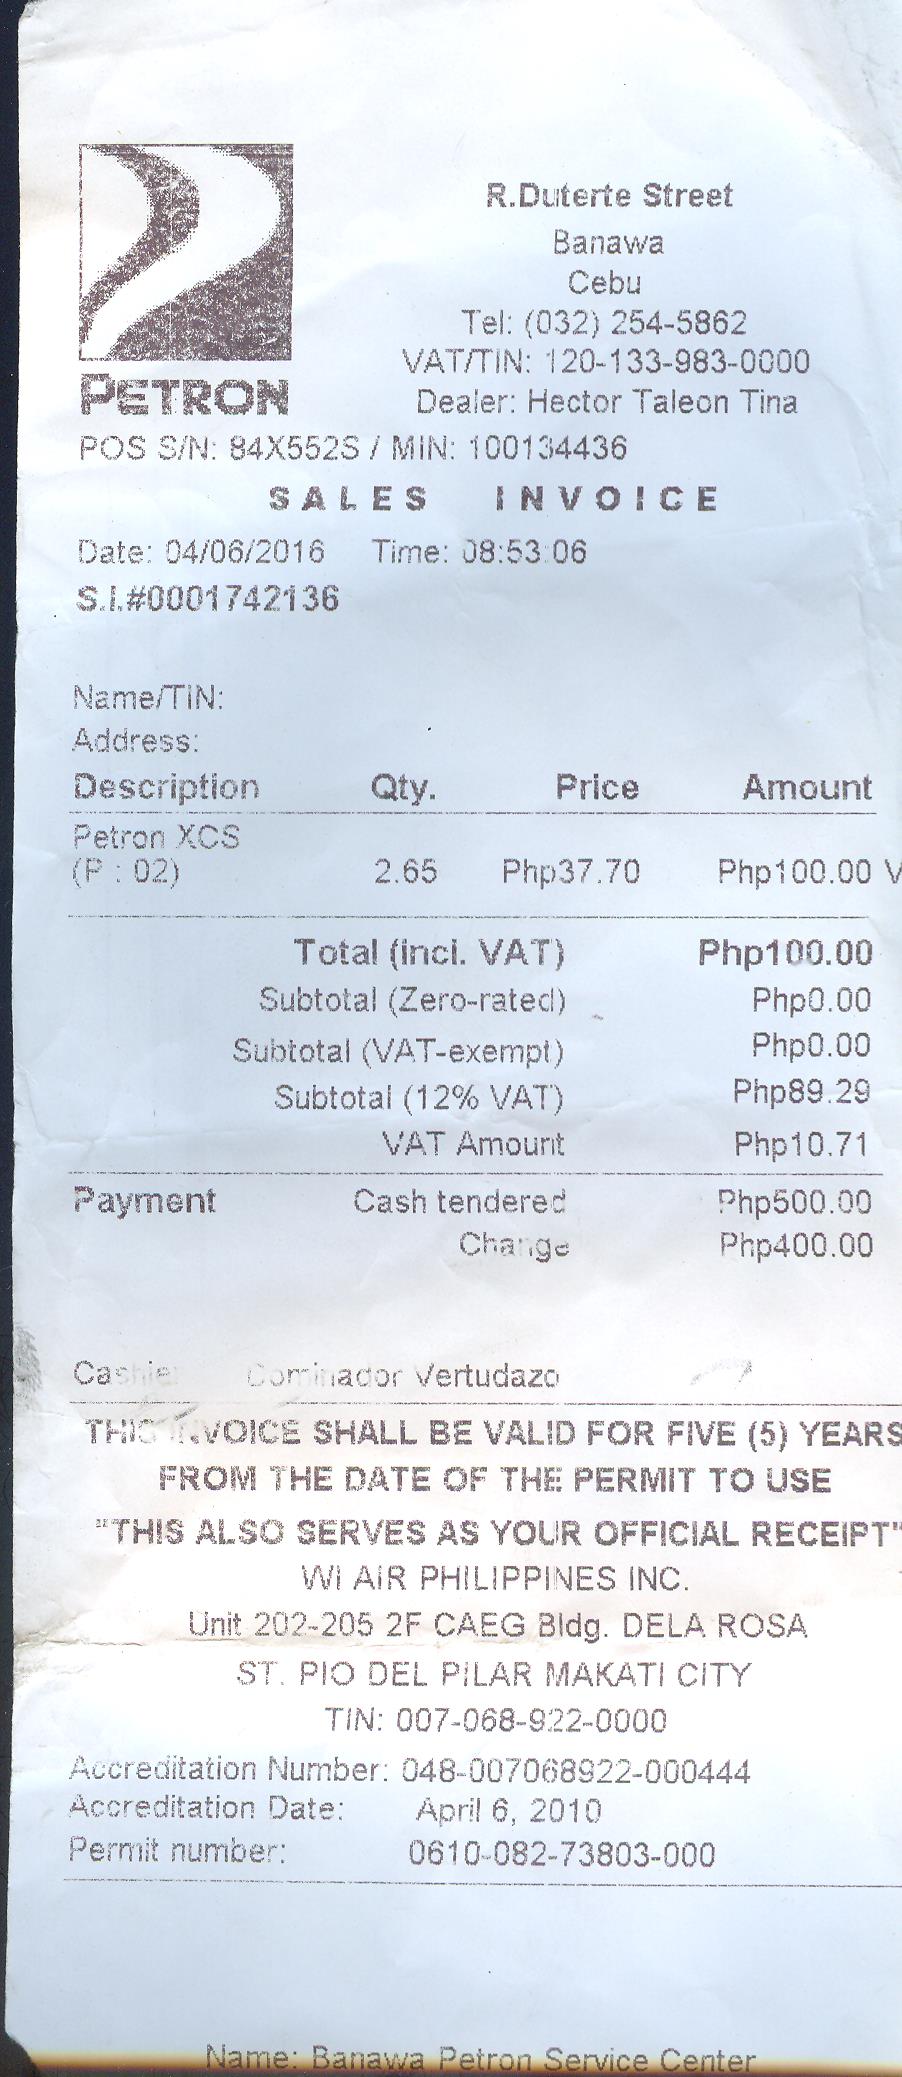 R.Duterte Street
Banawa
Cebu
Tel: (032) 254-5862
VAT/TIN: 120-133-983-0000
PETRON
Dealer: Hector Taleon Tina
POS S/N: 84X552S / MIN: 100134436
SALES INVOICE
Date: 04/06/2016 Time: 08:53:06
S.I.#0001742136
Name/TIN:
Address:
Description Qty. Price Amount
Petron XCS
(P : 02) 2.65 Php37.70 Php100.00 V
Total (incl. VAT) Php100.00
Subtotal (Zero-rated) Php0.00
Subtotal (VAT-exempt) Php0.00
Subtotal (12% VAT) Php89.29
VAT Amount Php10.71
Payment Cash tendered Php500.00
Change Php400.00
Cashier Dominador Vertudazo
THIS INVOICE SHALL BE VALID FOR FIVE (5) YEARS
FROM THE DATE OF THE PERMIT TO USE
"THIS ALSO SERVES AS YOUR OFFICIAL RECEIPT"
WI AIR PHILIPPINES INC.
Unit 202-205 2F CAEG Bldg. DELA ROSA
ST. PIO DEL PILAR MAKATI CITY
TIN: 007-068-922-0000
Accreditation Number: 048-007068922-000444
Accreditation Date: April 6, 2010
Permit number: 0610-082-73803-000
Name: Banawa Petron Service Center